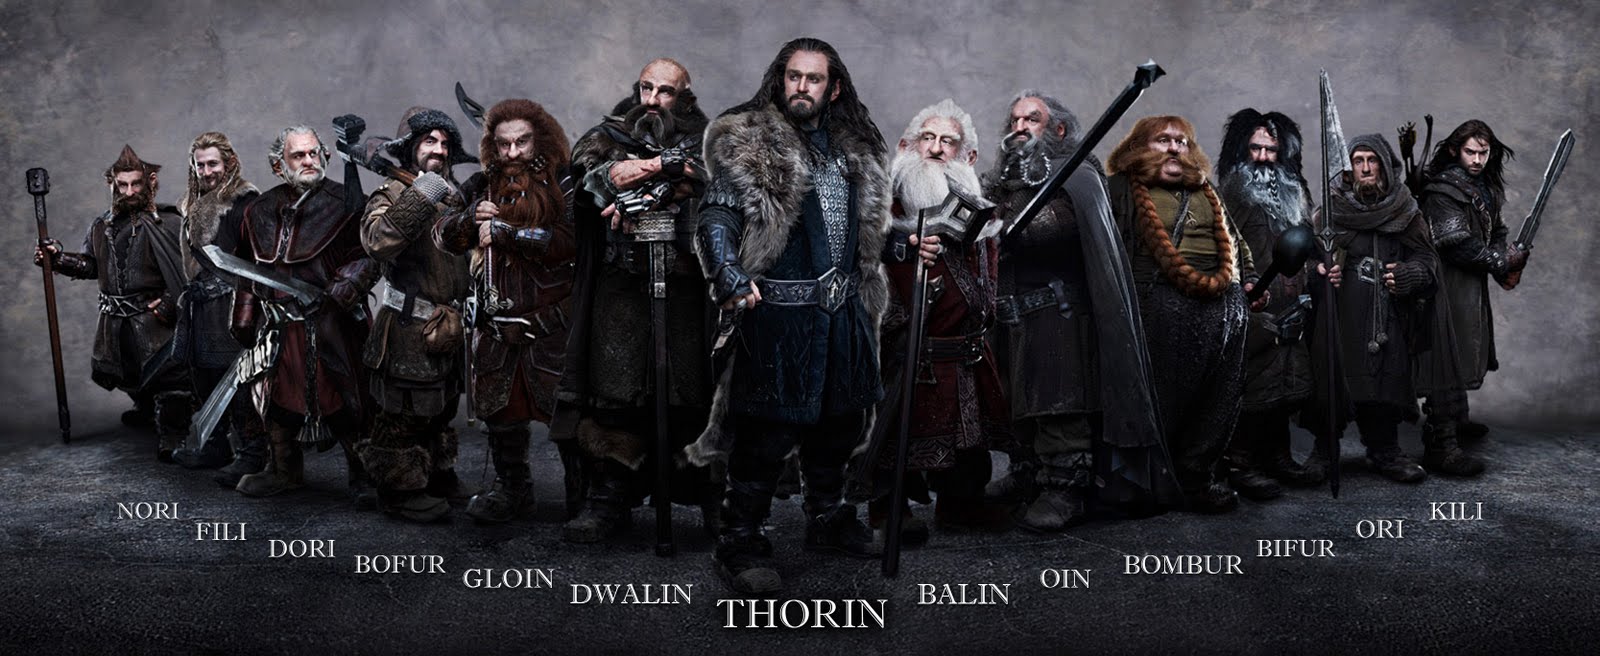 NORI
FILI
DORI
BOFUR
GLOIN
DWALIN
THORIN
BALIN
OIN
BOMBUR
BIFUR
ORI
KILI